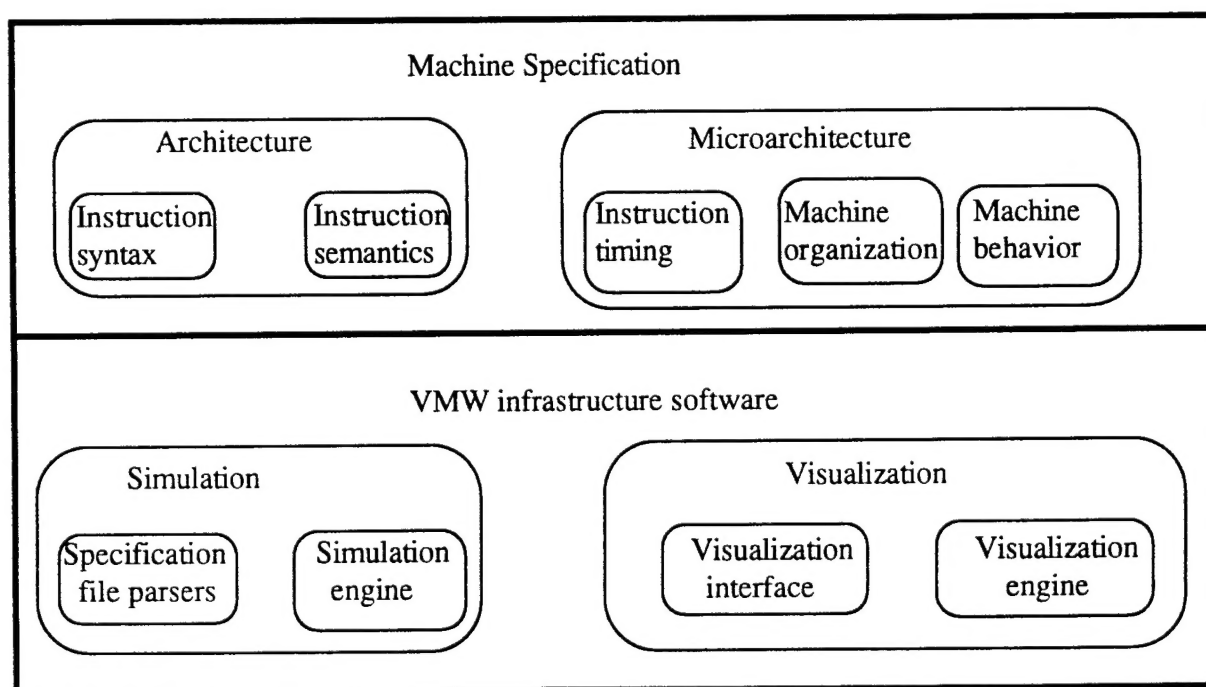 Machine Specification
Architecture
Microarchitecture
Instruction
syntax
Instruction
semantics
Instruction
timing
Machine
organization
Machine
behavior
VMW infrastructure software
Simulation
Visualization
Specification
file parsers
Simulation
engine
Visualization
interface
Visualization
engine